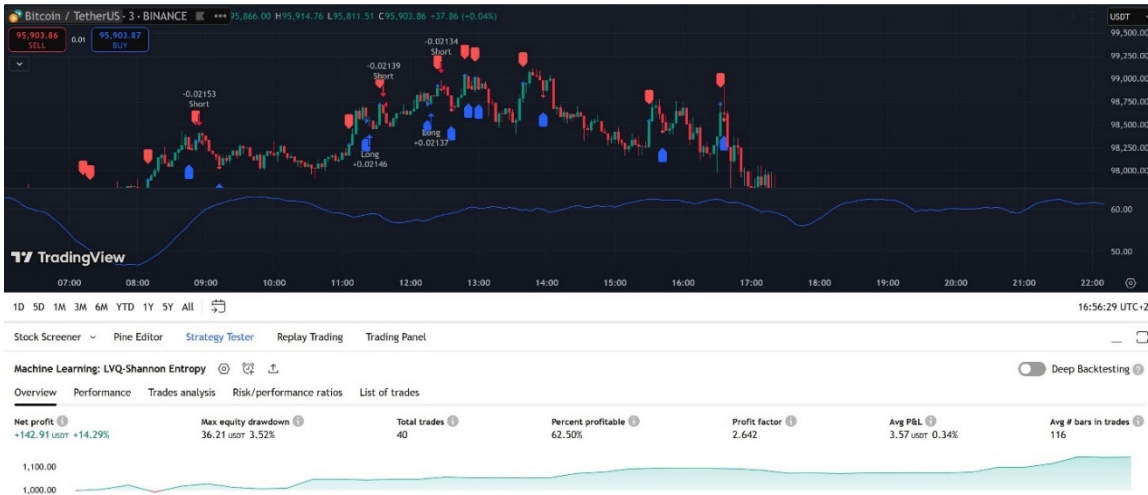 Bitcoin / TetherUS · 3 · BINANCE ••• 95,866.00 H95,914.76 L95,811.51 C95,903.86 +37.86 (+0.04%)
USDT
95,903.86
SELL
0.01
95,903.87
BUY
99,500.00
99,250.00
99,000.00
98,750.00
98,500.00
98,250.00
98,000.00
-0.02153
Short
-0.02139
Short
-0.02134
Short
Long
+0.02146
Long
+0.02137
60.00
50.00
TradingView
07:00 08:00 09:00 10:00 11:00 12:00 13:00 14:00 15:00 16:00 17:00 18:00 19:00 20:00 21:00 22:00
1D 5D 1M 3M 6M YTD 1Y 5Y All
16:56:29 UTC+2
Stock Screener Pine Editor Strategy Tester Replay Trading Trading Panel
Machine Learning: LVQ-Shannon Entropy
Deep Backtesting
Overview Performance Trades analysis Risk/performance ratios List of trades
Net profit Max equity drawdown Total trades Percent profitable Profit factor Avg P&L Avg # bars in trades
+142.91 USDT +14.29% 36.21 USDT 3.52% 40 62.50% 2.642 3.57 USDT 0.34% 116
1,100.00
1,000.00